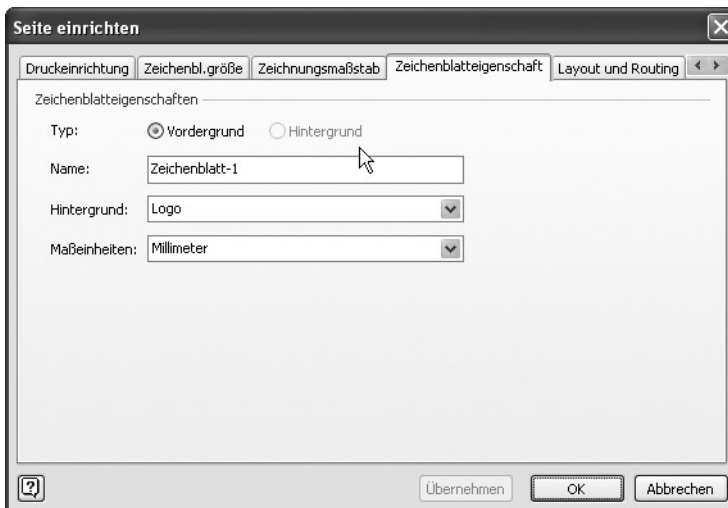 Seite einrichten
Druckeinrichtung Zeichenbl.größe Zeichnungsmaßstab Zeichenblatteigenschaft Layout und Routing
Zeichenblatteigenschaften
Typ: Vordergrund Hintergrund
Name: Zeichenblatt-1
Hintergrund: Logo
Maßeinheiten: Millimeter
Übernehmen OK Abbrechen